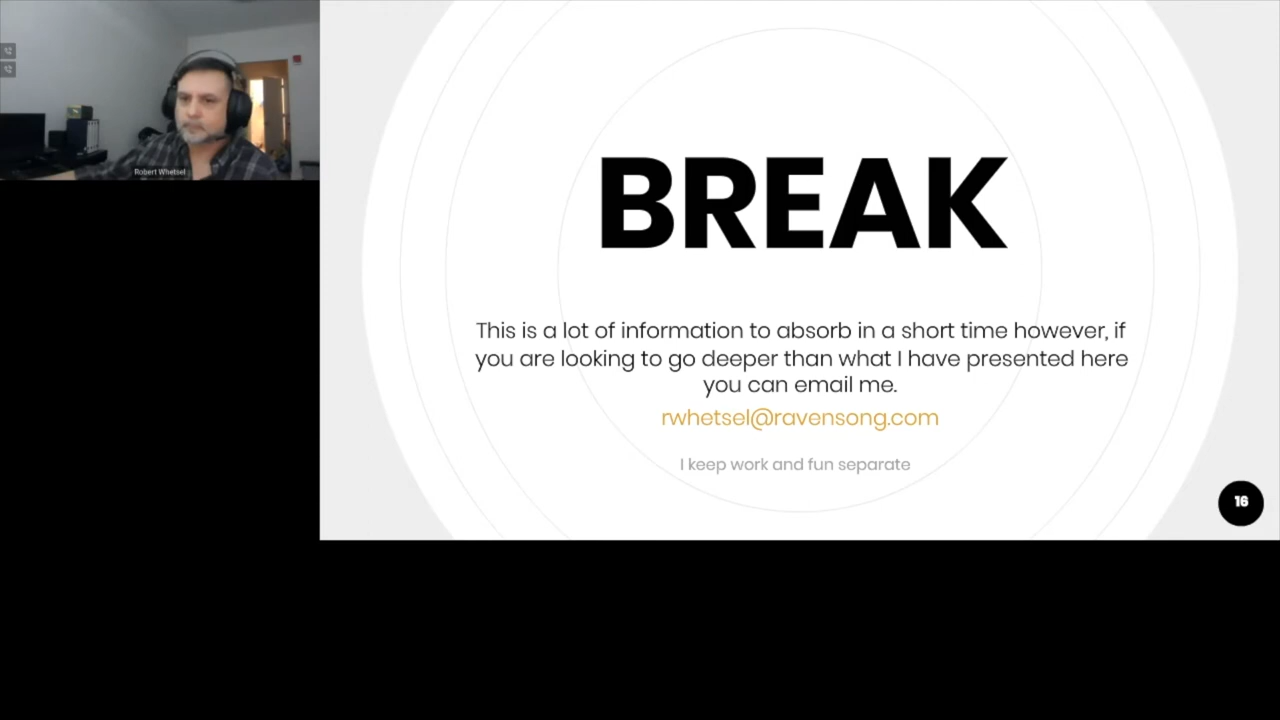 Robert Whetsel
BREAK
This is a lot of information to absorb in a short time however, if
you are looking to go deeper than what I have presented here
you can email me.
rwhetsel@ravensong.com
I keep work and fun separate
16